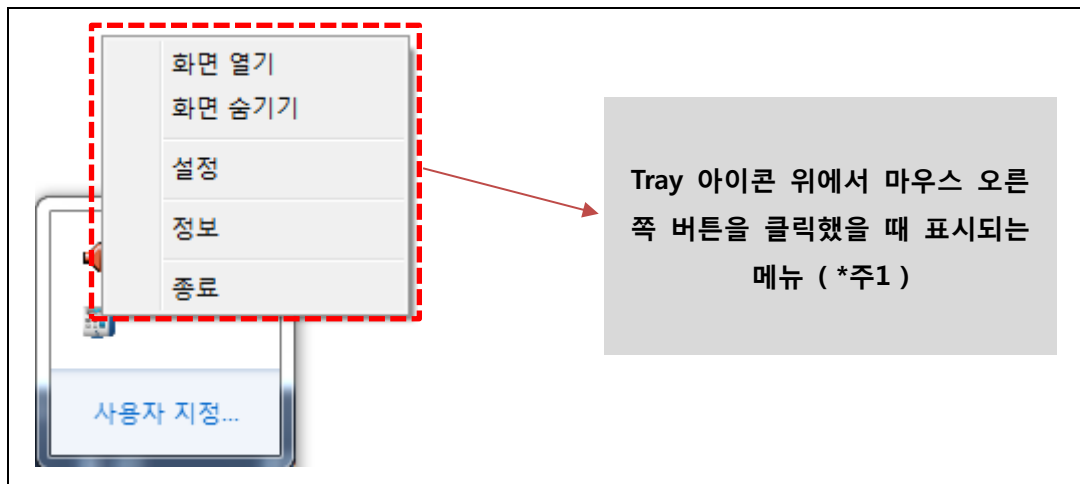 화면 열기
화면 숨기기
설정
정보
종료
사용자 지정...
Tray 아이콘 위에서 마우스 오른
쪽 버튼을 클릭했을 때 표시되는
메뉴 ( *주1 )